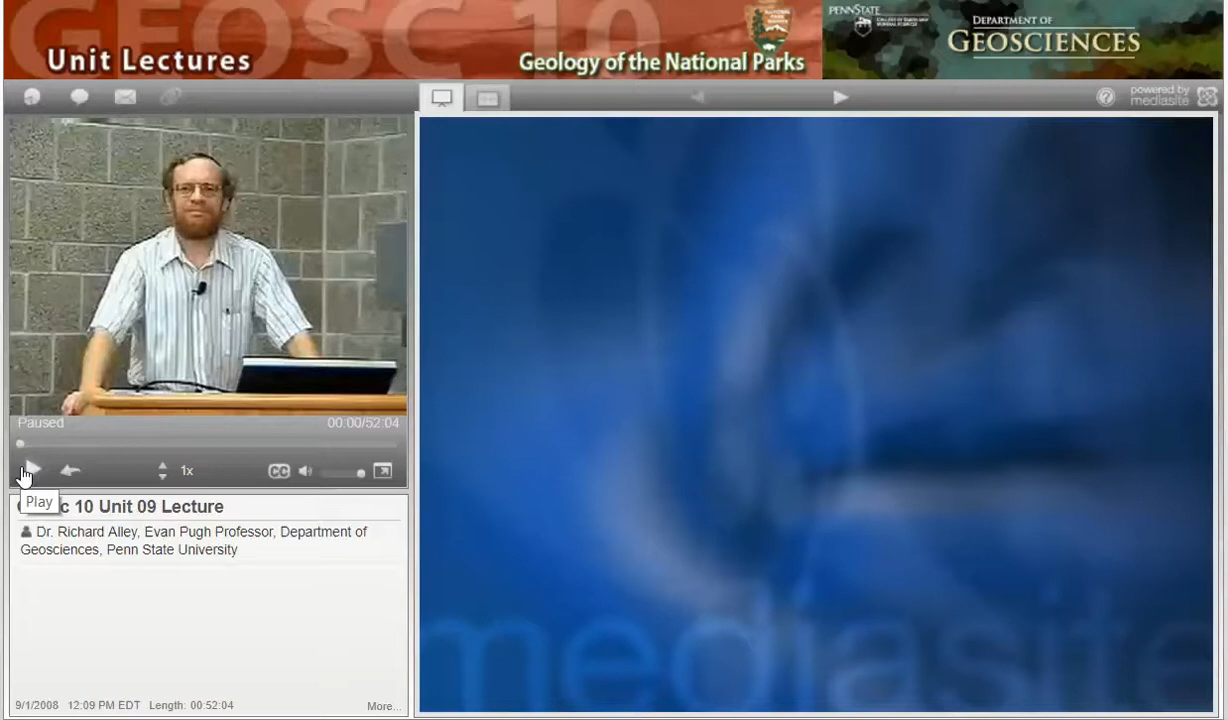 GEOSC 10
Unit Lectures
Geology of the National Parks
PENNSTATE
DEPARTMENT OF
GEOSCIENCES
powered by
mediasite
Paused
00:00/52:04
1x
CC
Play
c 10 Unit 09 Lecture
Dr. Richard Alley, Evan Pugh Professor, Department of
Geosciences, Penn State University
9/1/2008 12:09 PM EDT Length: 00:52:04
More...
mediasite